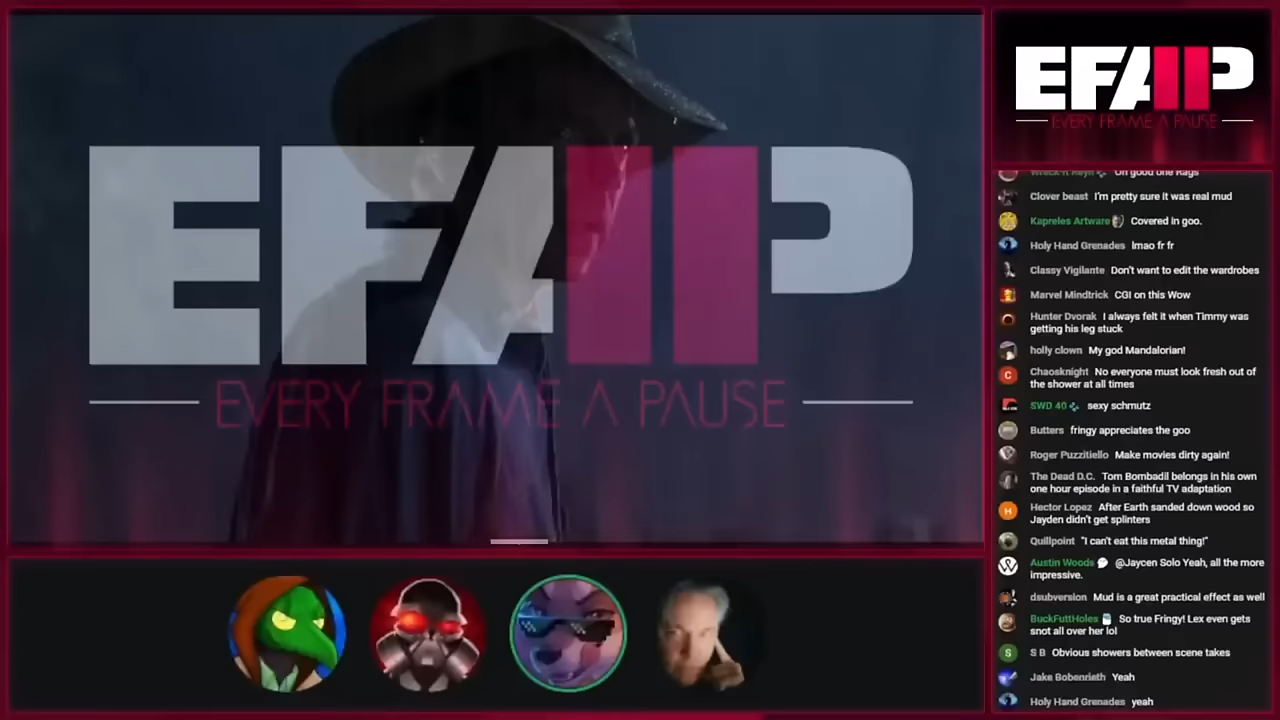 EFAP
EVERY FRAME A PAUSE
EFAP
EVERY FRAME A PAUSE
Oh good one Rags
Clover beast I'm pretty sure it was real mud
Kapreles Artware Covered in goo.
Holy Hand Grenades lmao fr fr
Classy Vigilante Don't want to edit the wardrobes
Marvel Mindtrick CGI on this Wow
Hunter Dvorak I always felt it when Timmy was
getting his leg stuck
holly clown My god Mandalorian!
C
Chaosknight No everyone must look fresh out of
the shower at all times
SWD 40 sexy schmutz
Butters fringy appreciates the goo
Roger Puzzitiello Make movies dirty again!
The Dead D.C. Tom Bombadil belongs in his own
one hour episode in a faithful TV adaptation
H
Hector Lopez After Earth sanded down wood so
Jayden didn't get splinters
Quillpoint "I can't eat this metal thing!"
Austin Woods @Jaycen Solo Yeah, all the more
impressive.
dsubversion Mud is a great practical effect as well
BuckFuttHoles So true Fringy! Lex even gets
snot all over her lol
S
S B Obvious showers between scene takes
Jake Bobenrieth Yeah
Holy Hand Grenades yeah